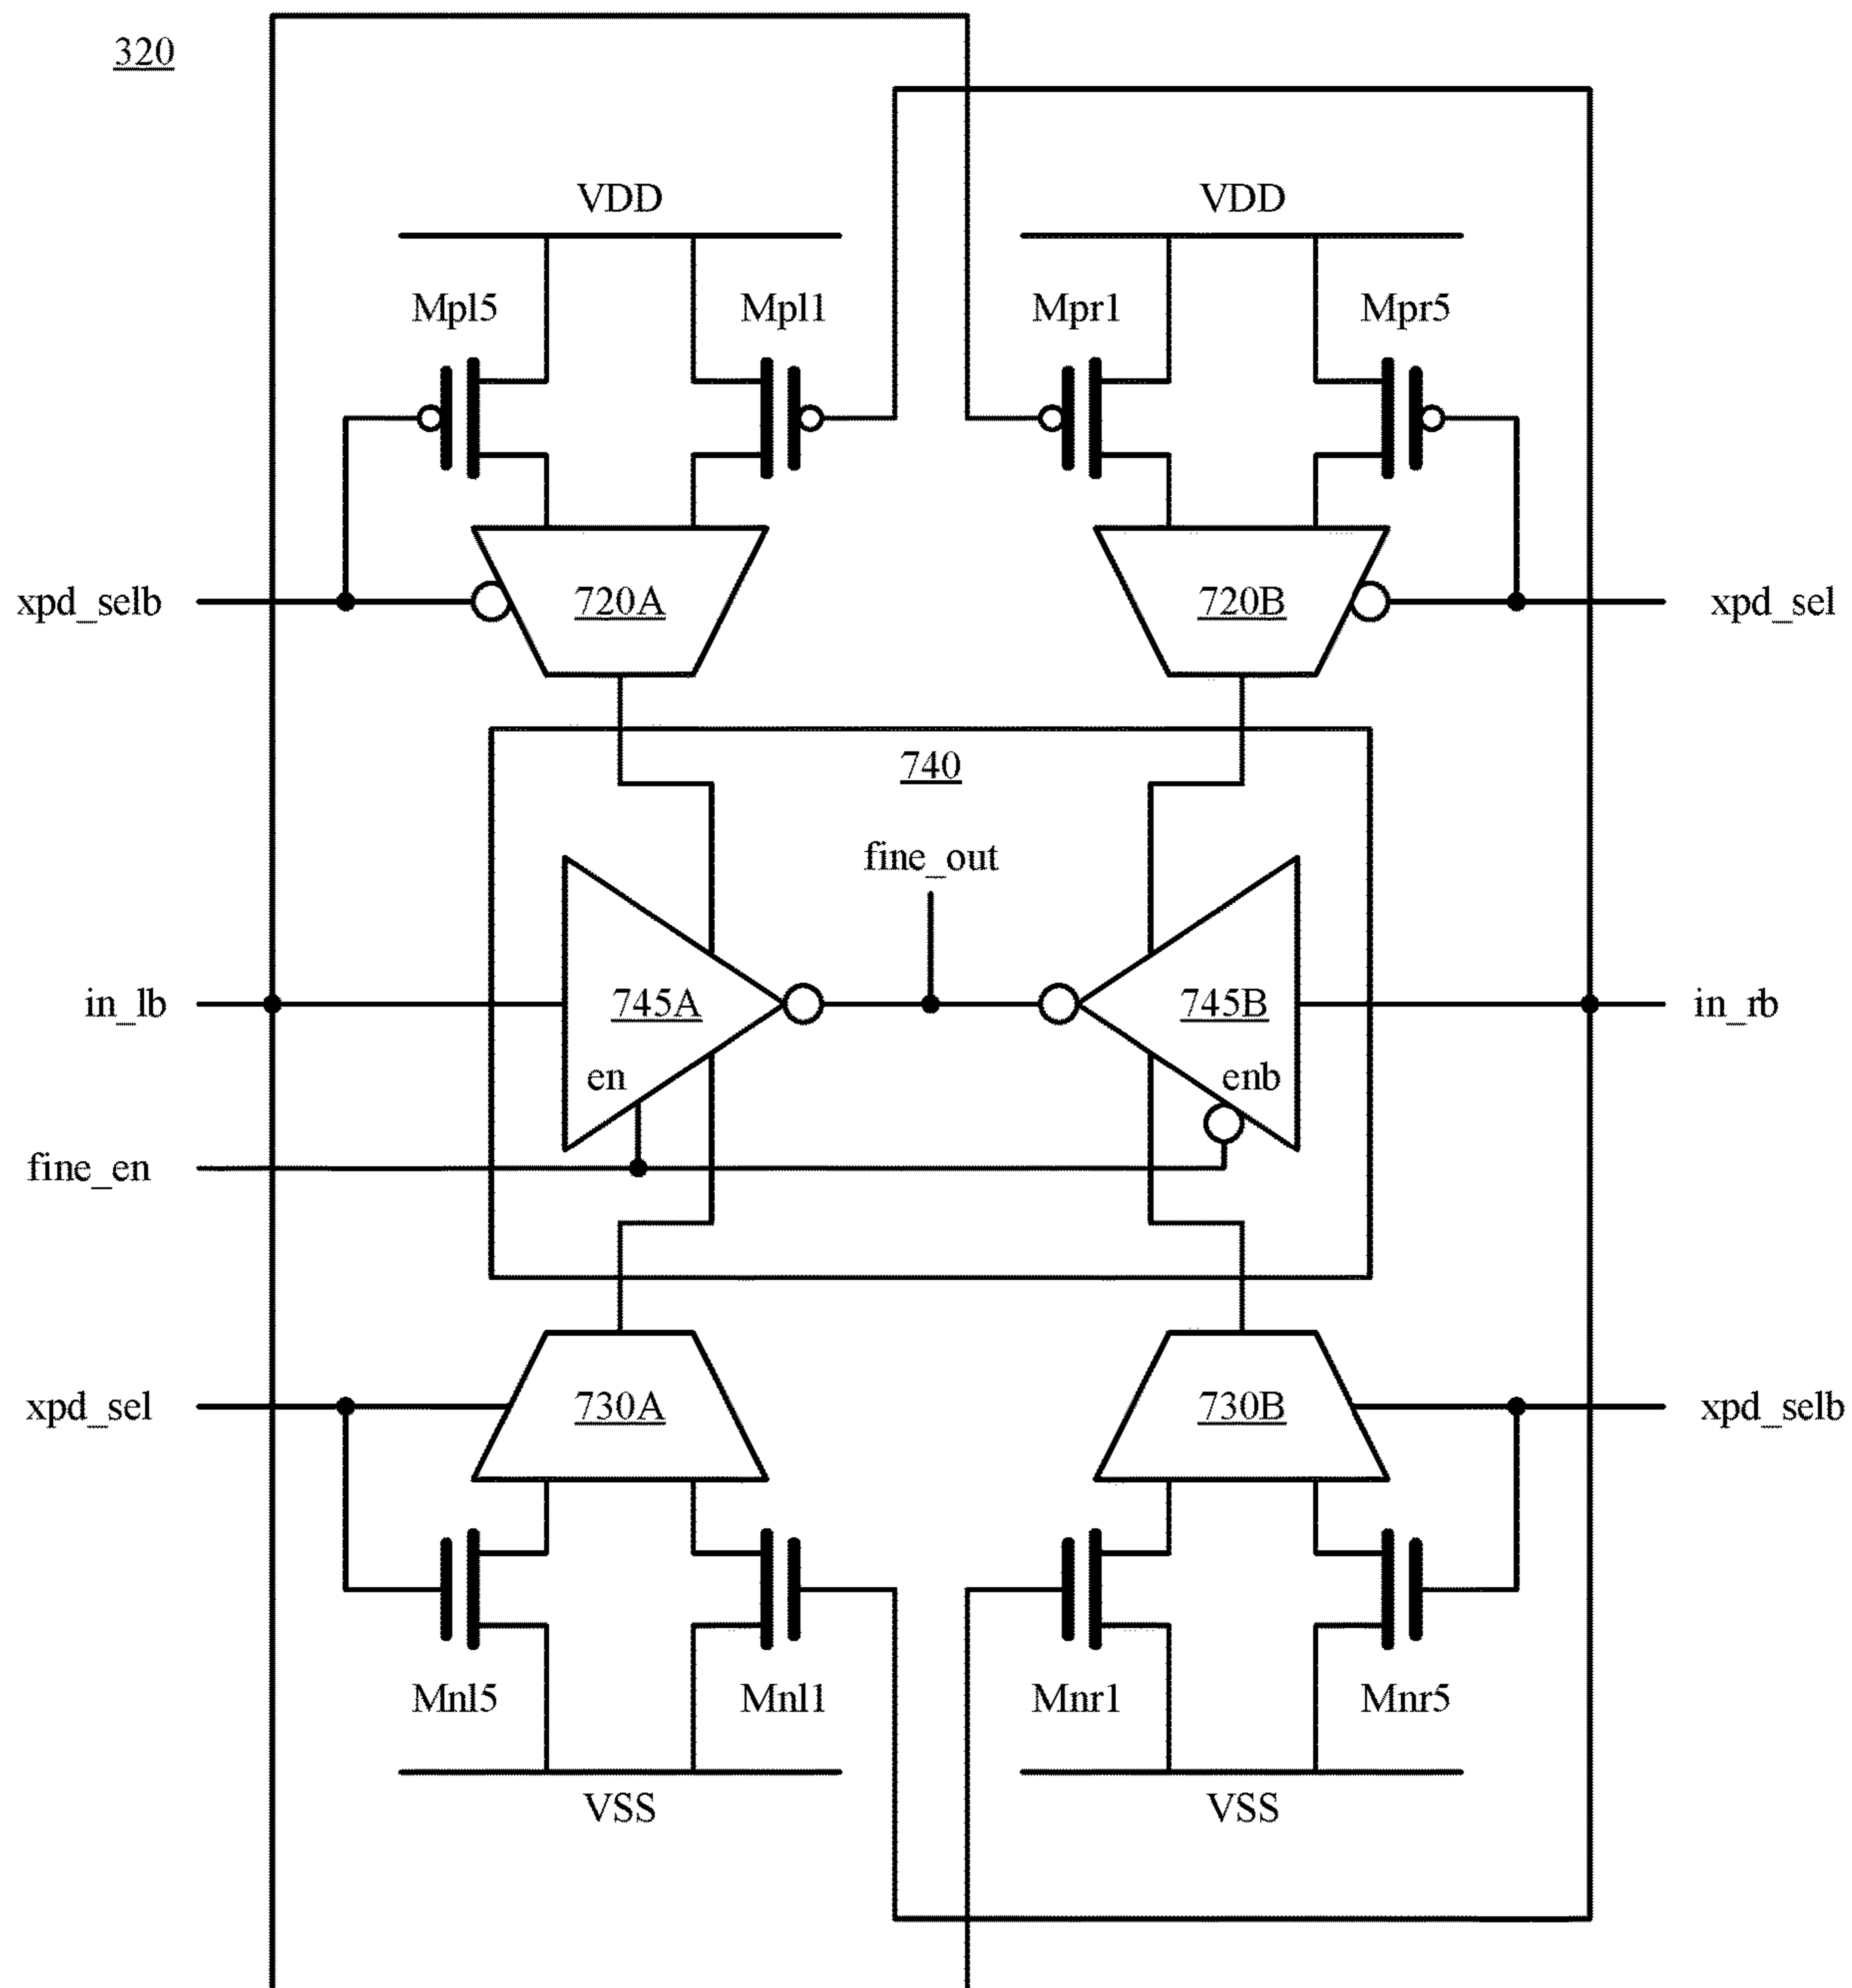 320
VDD
VDD
Mpl5
Mpl1
Mpr1
Mpr5
xpd_selb
720A
720B
xpd_sel
740
fine_out
in_lb
745A
745B
in_rb
en
enb
fine_en
xpd_sel
730A
730B
xpd_selb
Mnl5
Mnl1
Mnr1
Mnr5
VSS
VSS